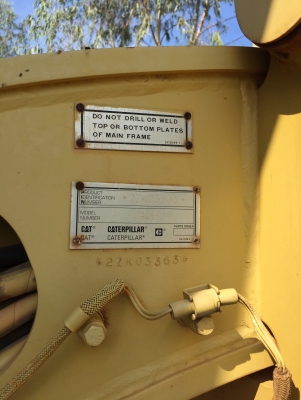 DO NOT DRILL OR WELD
TOP OR BOTTOM PLATES
OF MAIN FRAME
PRODUCT
IDENTIFICATION
NUMBER
MODEL
NUMBER
CAT CATERPILLAR
CAT® CATERPILLAR®